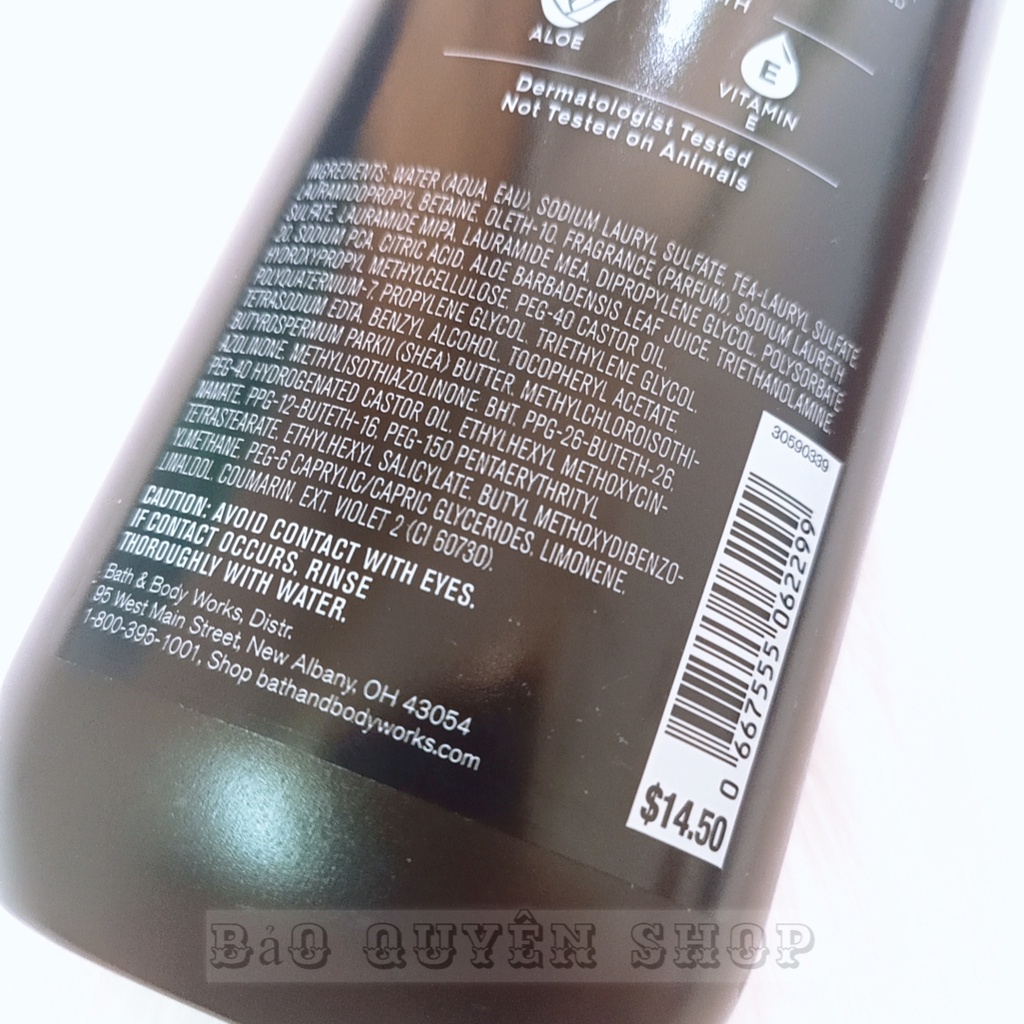 ALOE
E
VITAMIN
E
Dermatologist Tested
Not Tested on Animals
INGREDIENTS: WATER (AQUA, EAU), SODIUM LAURYL SULFATE, TEA-LAURYL SULFATE,
LAURAMIDOPROPYL BETAINE, OLETH-10, FRAGRANCE (PARFUM), SODIUM LAURETH
SULFATE, LAURAMIDE MIPA, LAURAMIDE MEA, DIPROPYLENE GLYCOL, POLYSORBATE
20, SODIUM PCA, CITRIC ACID, ALOE BARBADENSIS LEAF JUICE, TRIETHANOLAMINE,
HYDROXYPROPYL METHYLCELLULOSE, PEG-40 CASTOR OIL,
POLYQUATERNIUM-7, PROPYLENE GLYCOL, TRIETHYLENE GLYCOL,
TETRASODIUM EDTA, BENZYL ALCOHOL, TOCOPHERYL ACETATE,
BUTYROSPERMUM PARKII (SHEA) BUTTER, METHYLCHLOROISOTHI-
AZOLINONE, METHYLISOTHIAZOLINONE, BHT, PPG-26-BUTETH-26,
PEG-40 HYDROGENATED CASTOR OIL, ETHYLHEXYL METHOXYCIN-
NAMATE, PPG-12-BUTETH-16, PEG-150 PENTAERYTHRITYL
TETRASTEARATE, ETHYLHEXYL SALICYLATE, BUTYL METHOXYDIBENZO-
YLMETHANE, PEG-6 CAPRYLIC/CAPRIC GLYCERIDES, LIMONENE,
LINALOOL, COUMARIN, EXT. VIOLET 2 (CI 60730).
CAUTION: AVOID CONTACT WITH EYES.
IF CONTACT OCCURS, RINSE
THOROUGHLY WITH WATER.
Bath & Body Works, Distr.
95 West Main Street, New Albany, OH 43054
1-800-395-1001, Shop bathandbodyworks.com
30590339
0 667555 062299
$14.50
BẢO QUYÊN SHOP